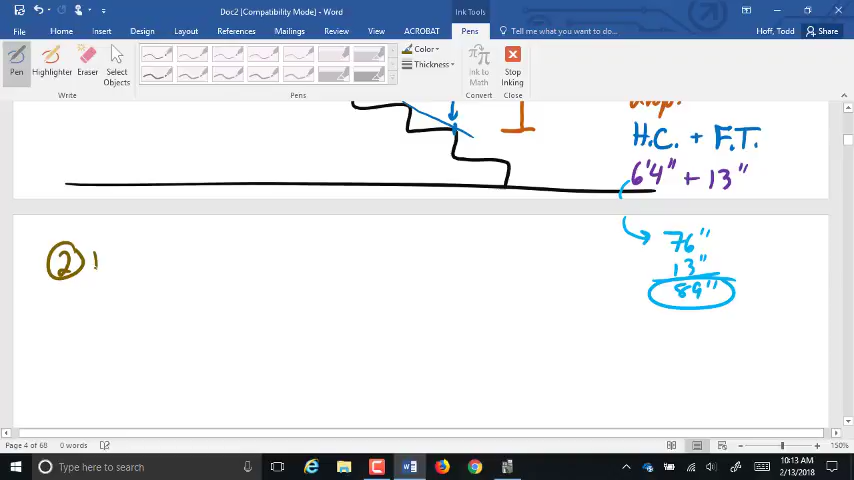 Doc2 [Compatibility Mode] - Word
Ink Tools
Hoff, Todd
File
Home
Insert
Design
Layout
References
Mailings
Review
View
ACROBAT
Pens
Tell me what you want to do...
Share
Pen
Highlighter
Eraser
Select
Objects
Color
Thickness
Ink to
Math
Stop
Inking
Write
Pens
Convert
Close
H.C. + F.T.
6'4" + 13"
76"
13"
89"
2
Page 4 of 68
0 words
150%
Type here to search
10:13 AM
2/13/2018